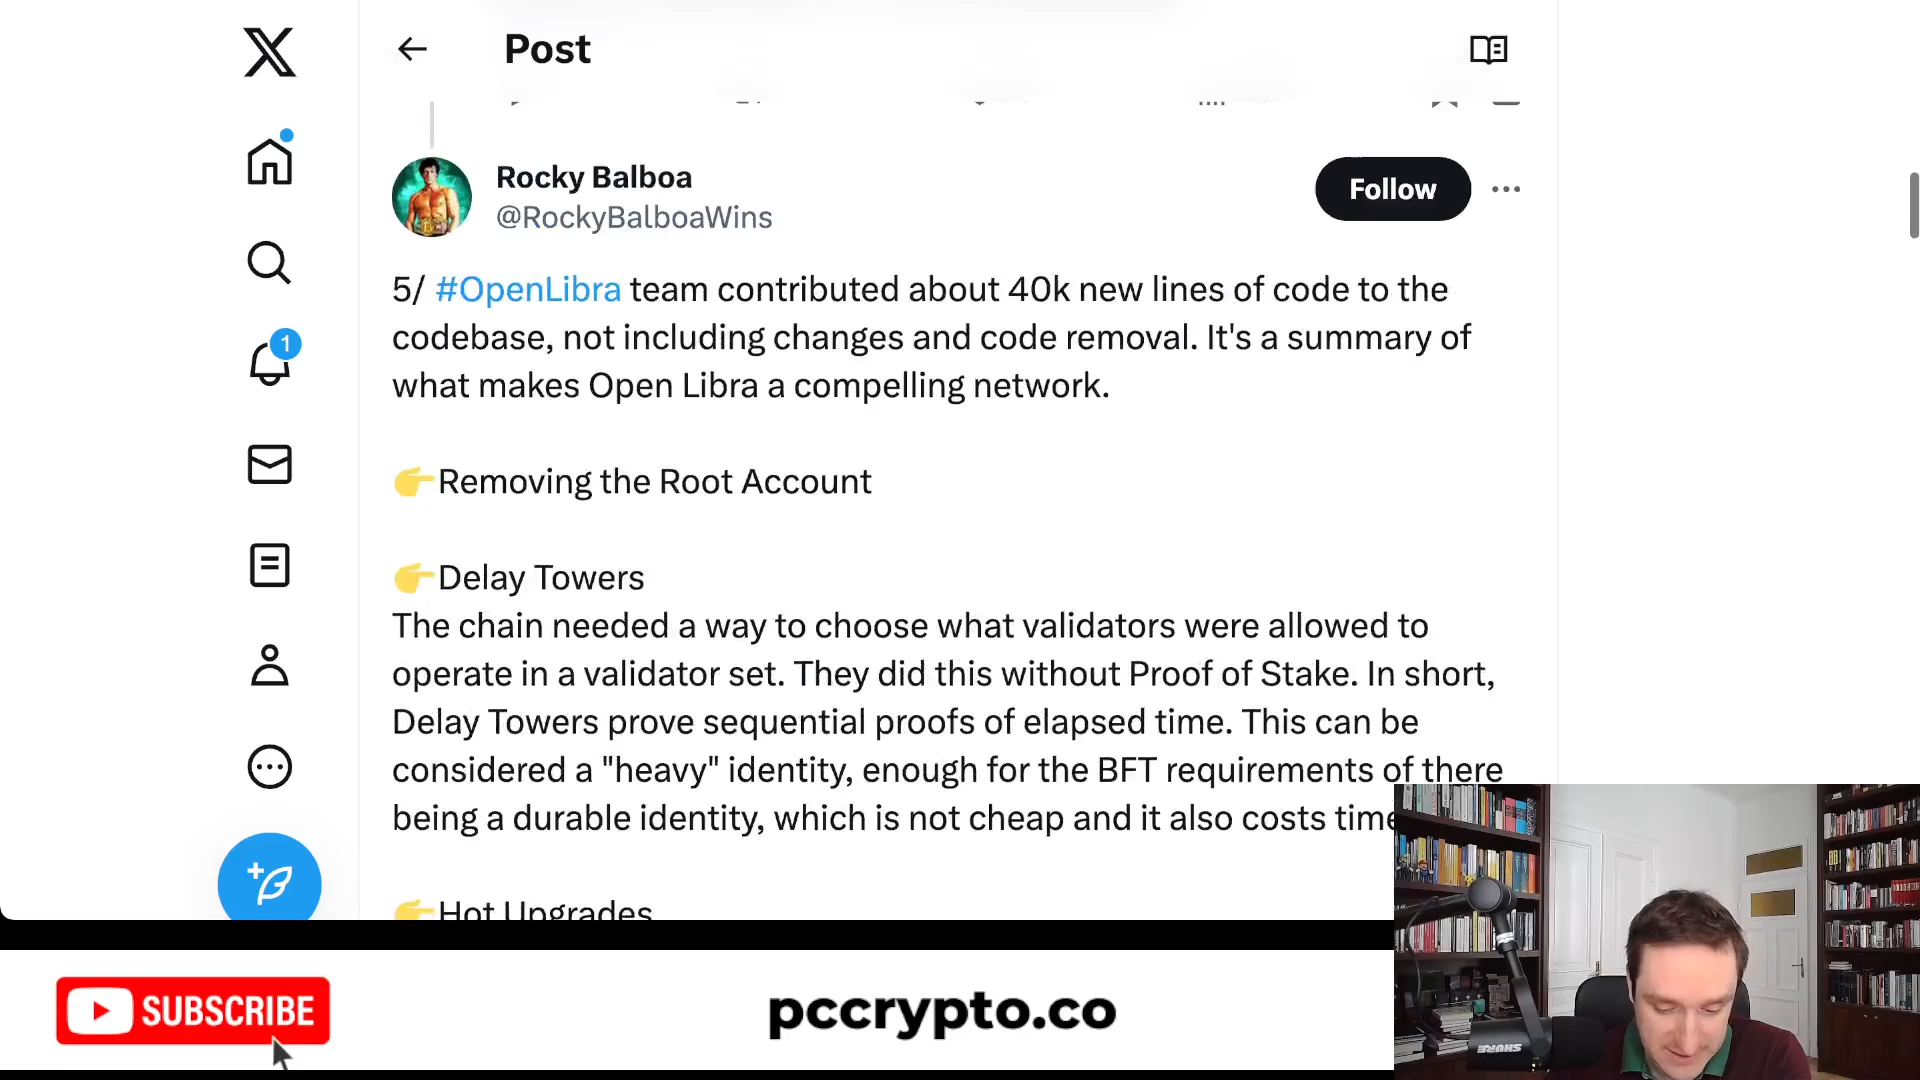 Post
Rocky Balboa
@RockyBalboaWins
Follow
5/ #OpenLibra team contributed about 40k new lines of code to the
codebase, not including changes and code removal. It's a summary of
what makes Open Libra a compelling network.
👉Removing the Root Account
👉Delay Towers
The chain needed a way to choose what validators were allowed to
operate in a validator set. They did this without Proof of Stake. In short,
Delay Towers prove sequential proofs of elapsed time. This can be
considered a "heavy" identity, enough for the BFT requirements of there
being a durable identity, which is not cheap and it also costs time
👉Hot Upgrades
1
SUBSCRIBE
pccrypto.co
SHURE